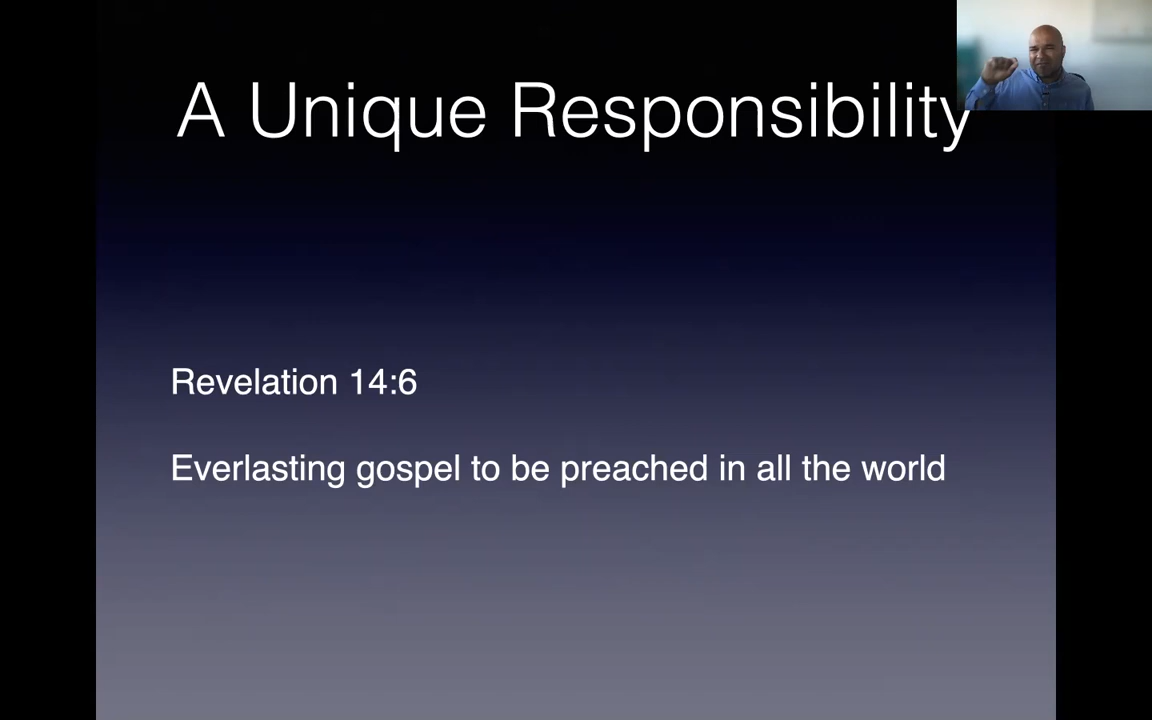 A Unique Responsibility
Revelation 14:6
Everlasting gospel to be preached in all the world